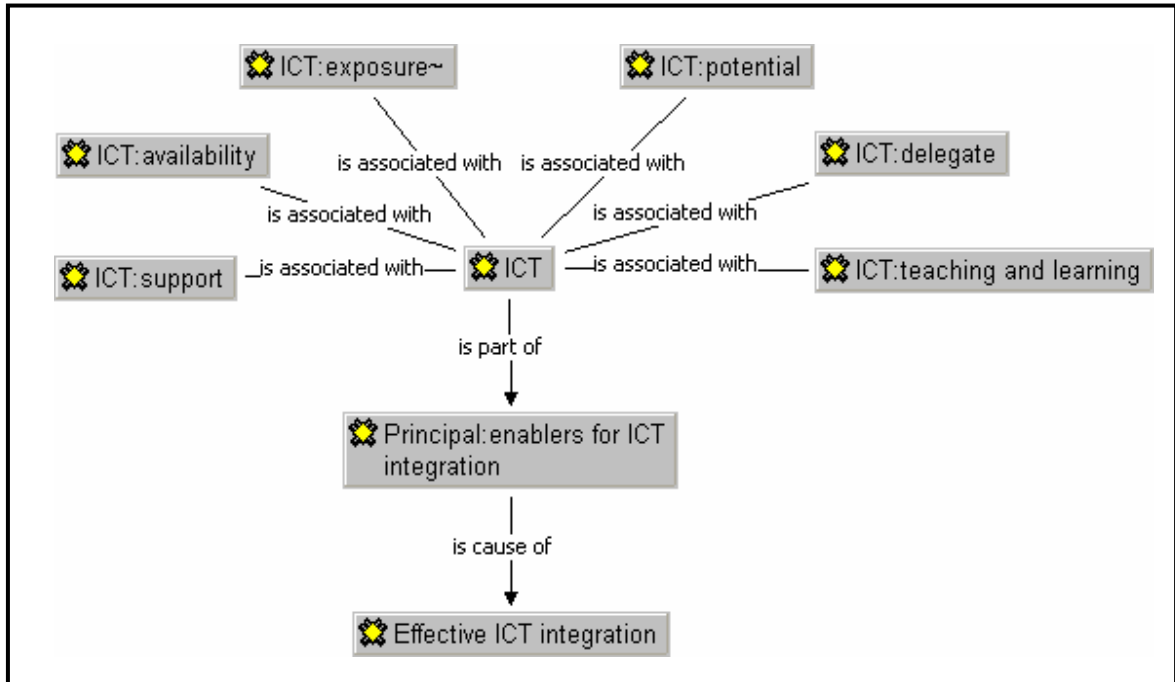 ICT:exposure~
ICT:potential
ICT:availability
is associated with
is associated with
ICT:delegate
is associated with
is associated with
ICT:support
is associated with
ICT
is associated with
ICT:teaching and learning
is part of
Principal:enablers for ICT
integration
is cause of
Effective ICT integration